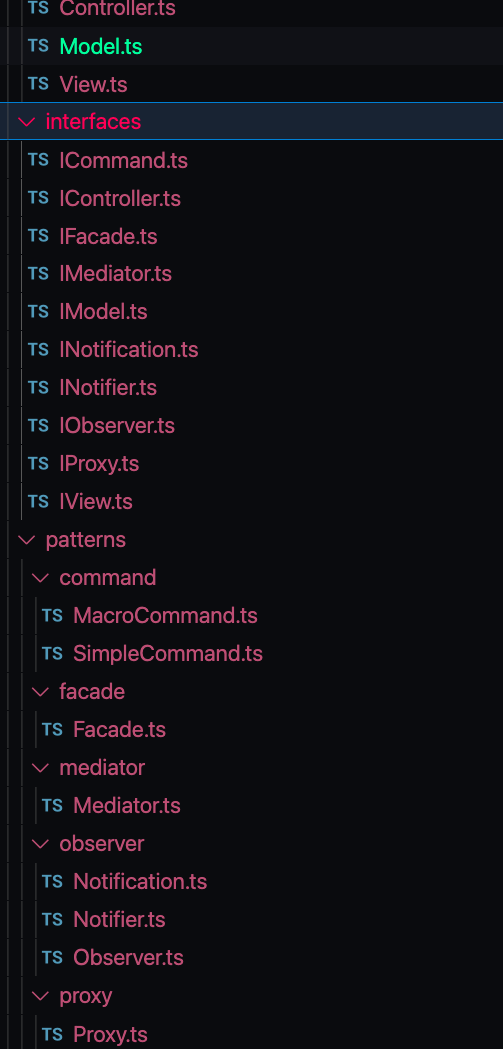 TS Controller.ts
TS Model.ts
TS View.ts
interfaces
TS ICommand.ts
TS IController.ts
TS IFacade.ts
TS IMediator.ts
TS IModel.ts
TS INotification.ts
TS INotifier.ts
TS IObserver.ts
TS IProxy.ts
TS IView.ts
patterns
command
TS MacroCommand.ts
TS SimpleCommand.ts
facade
TS Facade.ts
mediator
TS Mediator.ts
observer
TS Notification.ts
TS Notifier.ts
TS Observer.ts
proxy
TS Proxy.ts